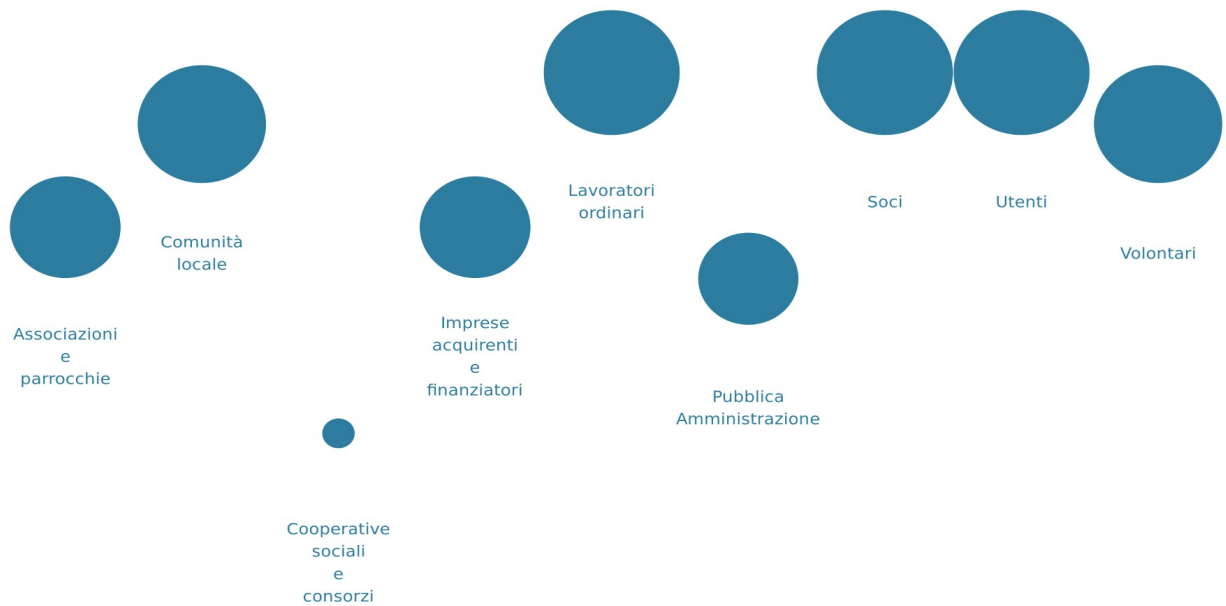 Associazioni
e
parrocchie
Comunità
locale
Cooperative
sociali
e
consorzi
Imprese
acquirenti
e
finanziatori
Lavoratori
ordinari
Pubblica
Amministrazione
Soci
Utenti
Volontari